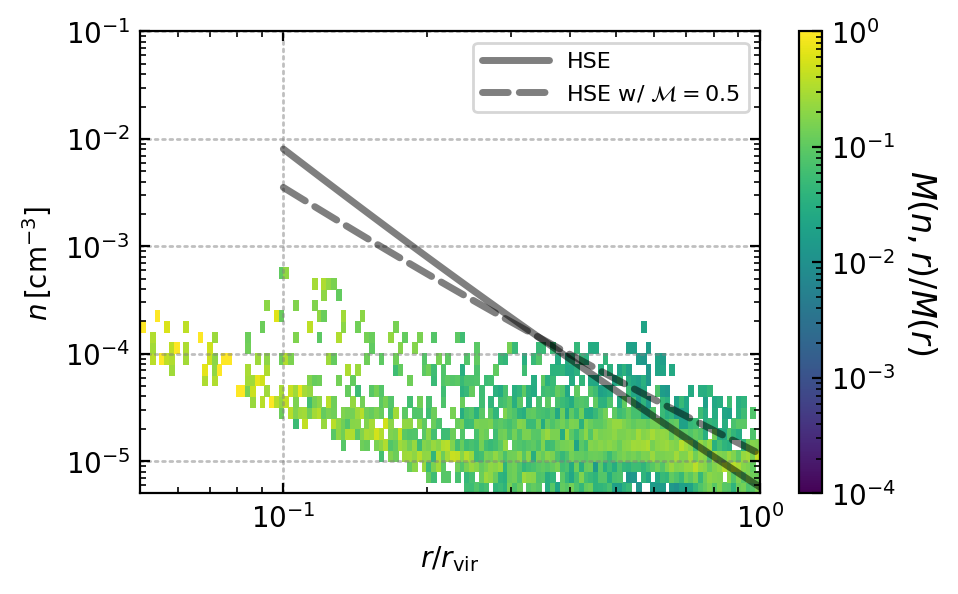 HSE
HSE w/ ℳ = 0.5
10⁻¹
10⁻²
10⁻³
10⁻⁴
10⁻⁵
n [cm⁻³]
10⁻¹
10⁰
r/r_vir
10⁰
10⁻¹
10⁻²
10⁻³
10⁻⁴
M(n, r)/M(r)